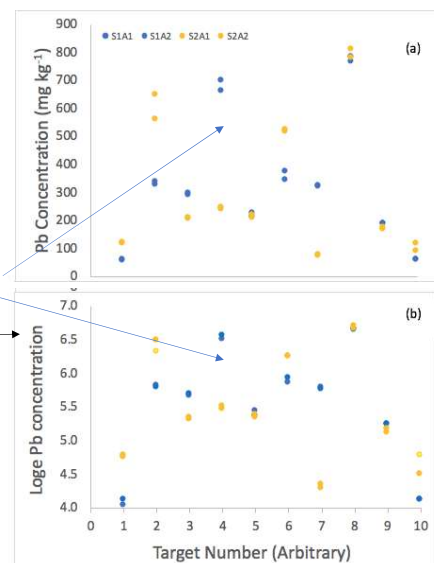 S1A1 S1A2 S2A1 S2A2
(a)
Pb Concentration (mg kg⁻¹)
900
800
700
600
500
400
300
200
100
0
(b)
Loge Pb concentration
7.0
6.5
6.0
5.5
5.0
4.5
4.0
0 1 2 3 4 5 6 7 8 9 10
Target Number (Arbitrary)